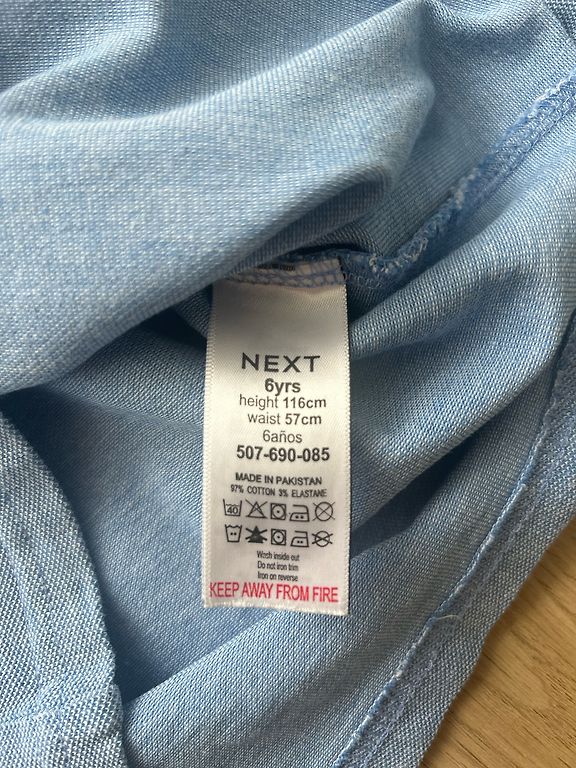 NEXT
6yrs
height 116cm
waist 57cm
6años
507-690-085
MADE IN PAKISTAN
97% COTTON 3% ELASTANE
40
Wash inside out
Do not iron trim
Iron on reverse
KEEP AWAY FROM FIRE